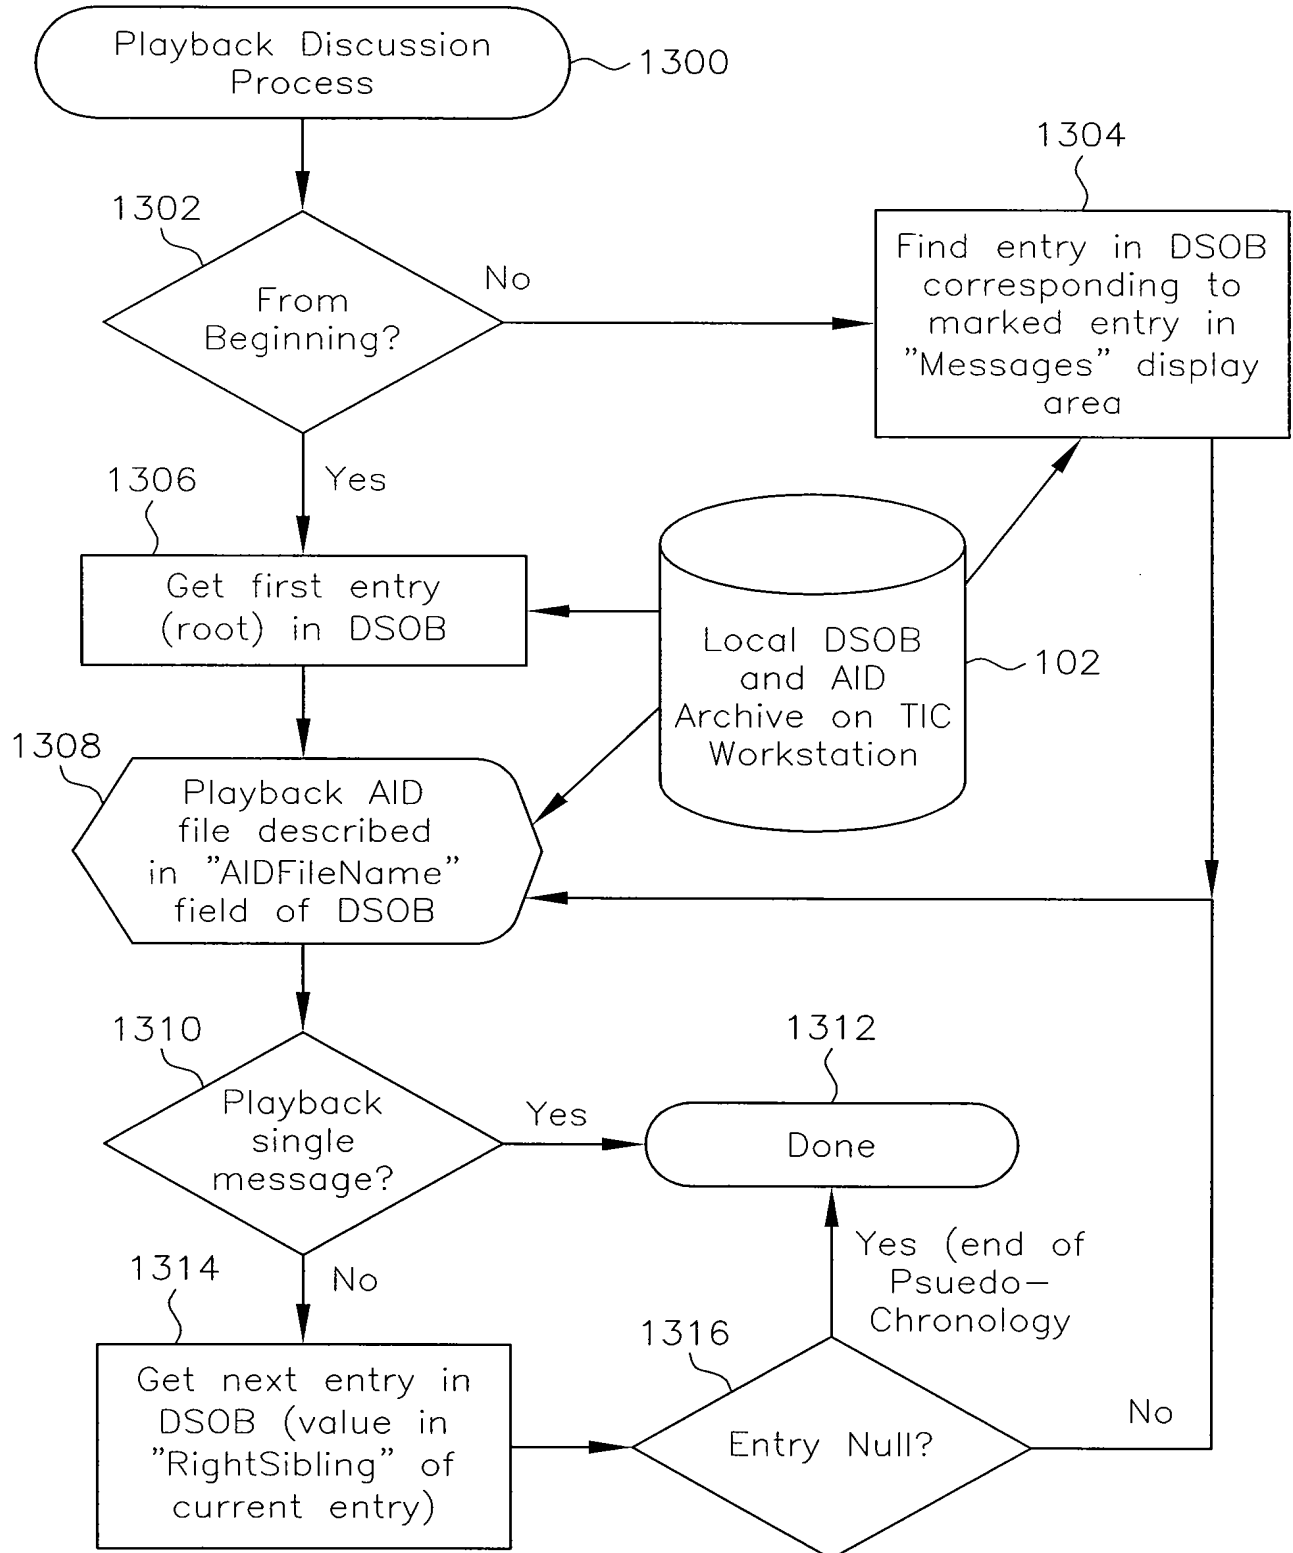 Playback Discussion
Process
1300
1304
1302
From
Beginning?
No
Find entry in DSOB
corresponding to
marked entry in
"Messages" display
area
Yes
1306
Get first entry
(root) in DSOB
Local DSOB
and AID
Archive on TIC
Workstation
102
1308
Playback AID
file described
in "AIDFileName"
field of DSOB
1310
Playback
single
message?
Yes
1312
Done
No
1314
Get next entry in
DSOB (value in
"RightSibling" of
current entry)
Yes (end of
Psuedo-
Chronology
1316
Entry Null?
No